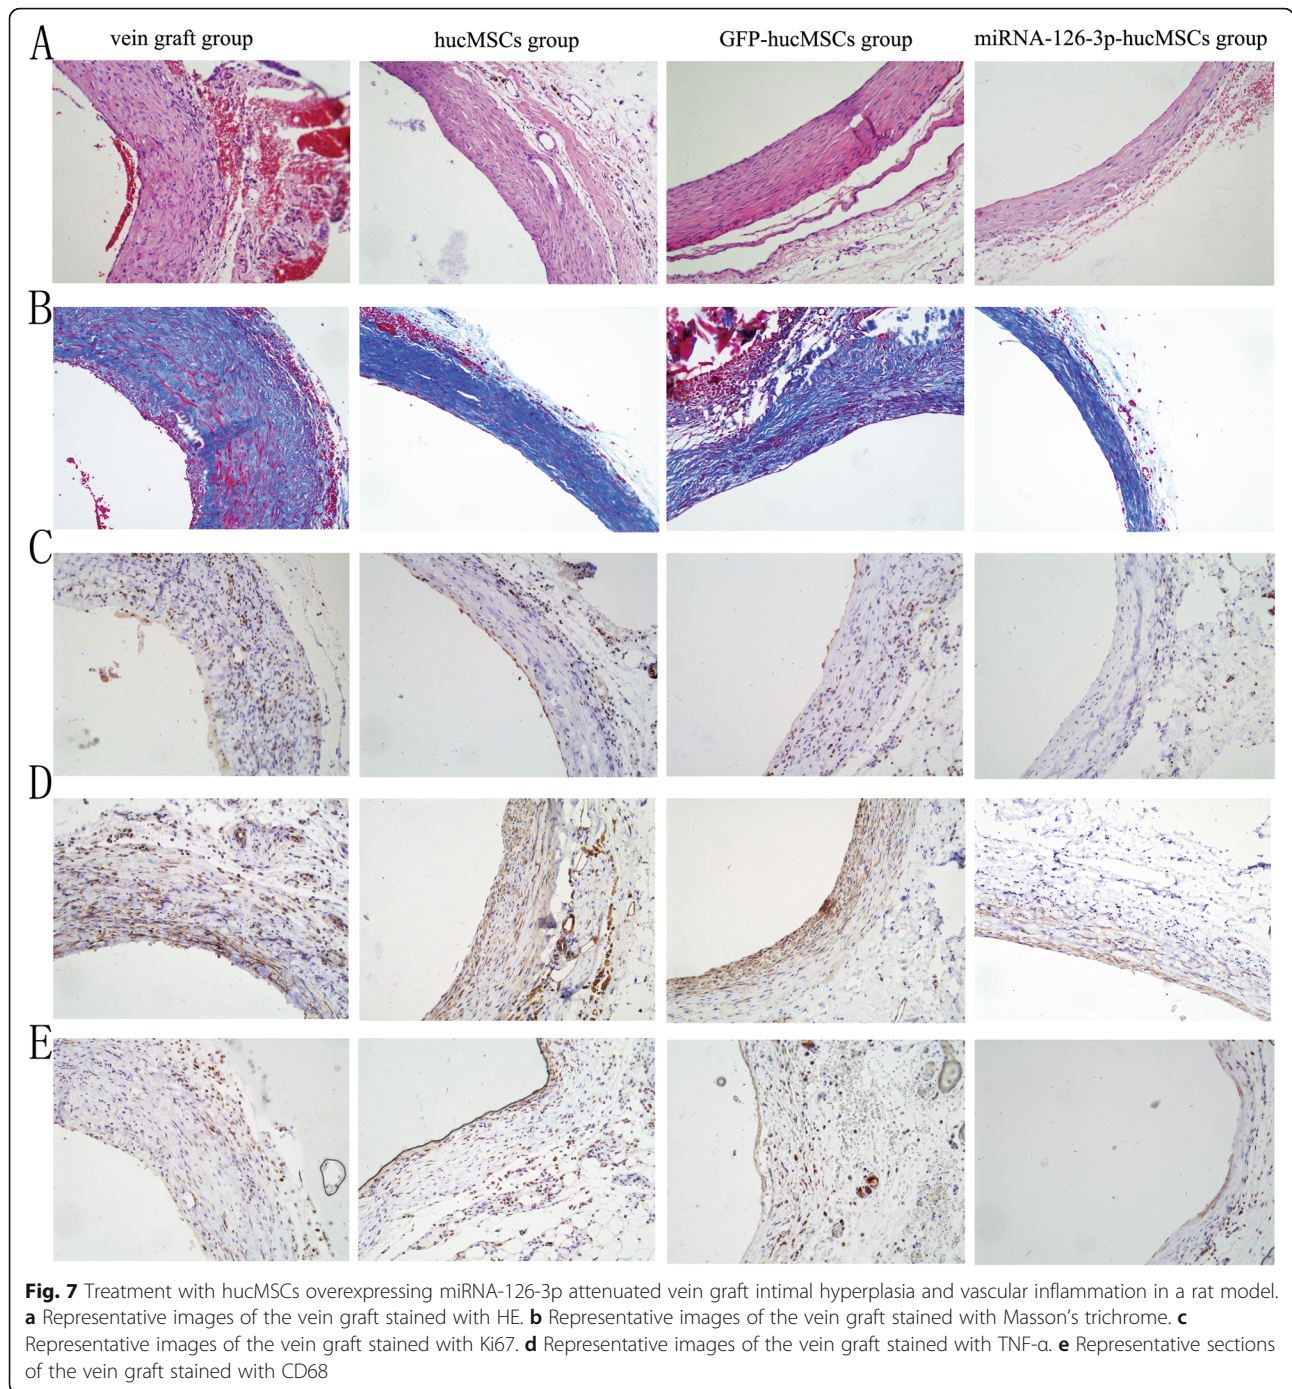 A
vein graft group
hucMSCs group
GFP-hucMSCs group
miRNA-126-3p-hucMSCs group
B
C
D
E
Fig. 7 Treatment with hucMSCs overexpressing miRNA-126-3p attenuated vein graft intimal hyperplasia and vascular inflammation in a rat model.
a Representative images of the vein graft stained with HE. b Representative images of the vein graft stained with Masson's trichrome. c
Representative images of the vein graft stained with Ki67. d Representative images of the vein graft stained with TNF-α. e Representative sections
of the vein graft stained with CD68